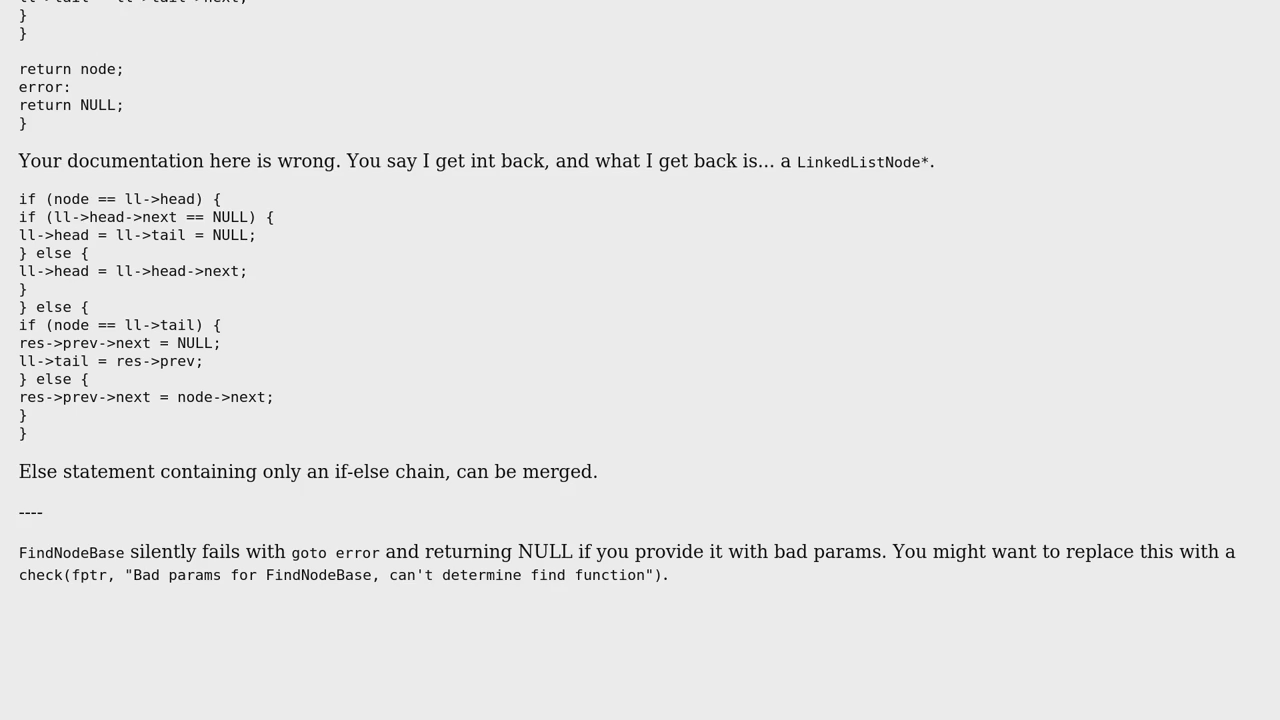 }
}
return node;
error:
return NULL;
}
Your documentation here is wrong. You say I get int back, and what I get back is... a LinkedListNode*.
if (node == ll->head) {
if (ll->head->next == NULL) {
ll->head = ll->tail = NULL;
} else {
ll->head = ll->head->next;
}
} else {
if (node == ll->tail) {
res->prev->next = NULL;
ll->tail = res->prev;
} else {
res->prev->next = node->next;
}
}
Else statement containing only an if-else chain, can be merged.
----
FindNodeBase silently fails with goto error and returning NULL if you provide it with bad params. You might want to replace this with a
check(fptr, "Bad params for FindNodeBase, can't determine find function").